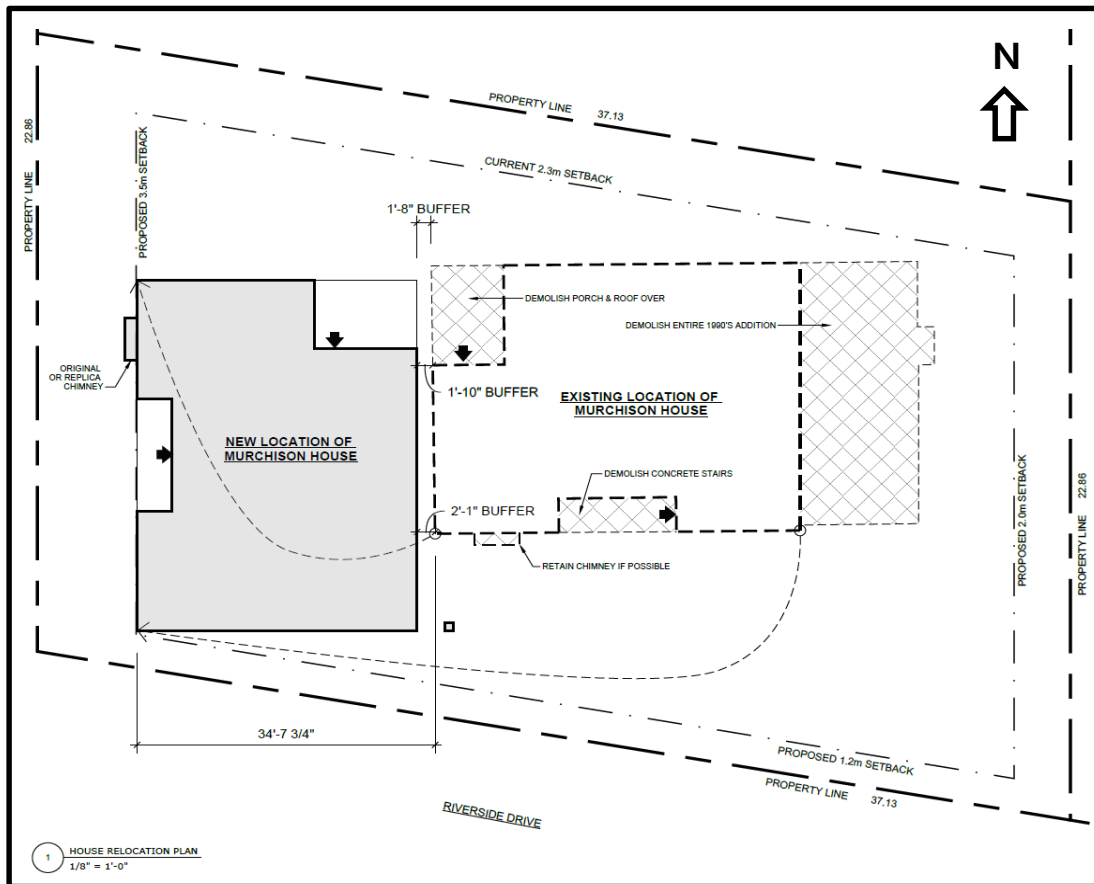 N
PROPERTY LINE 37.13
PROPERTY LINE 22.86
PROPOSED 3.5m SETBACK
CURRENT 2.3m SETBACK
1'-8" BUFFER
DEMOLISH PORCH & ROOF OVER
DEMOLISH ENTIRE 1990'S ADDITION
ORIGINAL
OR REPLICA
CHIMNEY
1'-10" BUFFER
EXISTING LOCATION OF
MURCHISON HOUSE
NEW LOCATION OF
MURCHISON HOUSE
DEMOLISH CONCRETE STAIRS
2'-1" BUFFER
RETAIN CHIMNEY IF POSSIBLE
PROPOSED 2.0m SETBACK
PROPERTY LINE 22.86
34'-7 3/4"
PROPOSED 1.2m SETBACK
PROPERTY LINE 37.13
RIVERSIDE DRIVE
1
HOUSE RELOCATION PLAN
1/8" = 1'-0"